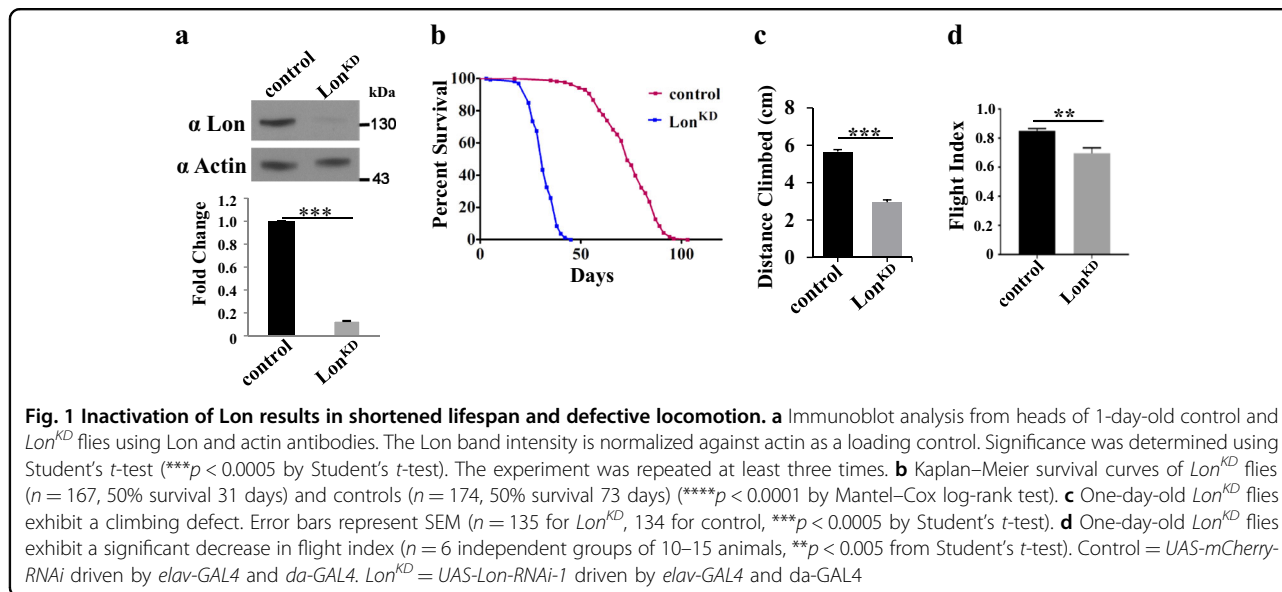 a
control
Lon^KD
kDa
α Lon
130
α Actin
43
Fold Change
1.2
1.0
0.8
0.6
0.4
0.2
0
***
control
Lon^KD
b
Percent Survival
100
80
60
40
20
0
0
50
100
Days
control
Lon^KD
c
Distance Climbed (cm)
8
6
4
2
0
***
control
Lon^KD
d
Flight Index
1.0
0.8
0.6
0.4
0.2
0
**
control
Lon^KD
Fig. 1 Inactivation of Lon results in shortened lifespan and defective locomotion. a Immunoblot analysis from heads of 1-day-old control and
Lon^KD flies using Lon and actin antibodies. The Lon band intensity is normalized against actin as a loading control. Significance was determined using
Student's t-test (***p < 0.0005 by Student's t-test). The experiment was repeated at least three times. b Kaplan–Meier survival curves of Lon^KD flies
(n = 167, 50% survival 31 days) and controls (n = 174, 50% survival 73 days) (****p < 0.0001 by Mantel–Cox log-rank test). c One-day-old Lon^KD flies
exhibit a climbing defect. Error bars represent SEM (n = 135 for Lon^KD, 134 for control, ***p < 0.0005 by Student's t-test). d One-day-old Lon^KD flies
exhibit a significant decrease in flight index (n = 6 independent groups of 10–15 animals, **p < 0.005 from Student's t-test). Control = UAS-mCherry-
RNAi driven by elav-GAL4 and da-GAL4. Lon^KD = UAS-Lon-RNAi-1 driven by elav-GAL4 and da-GAL4